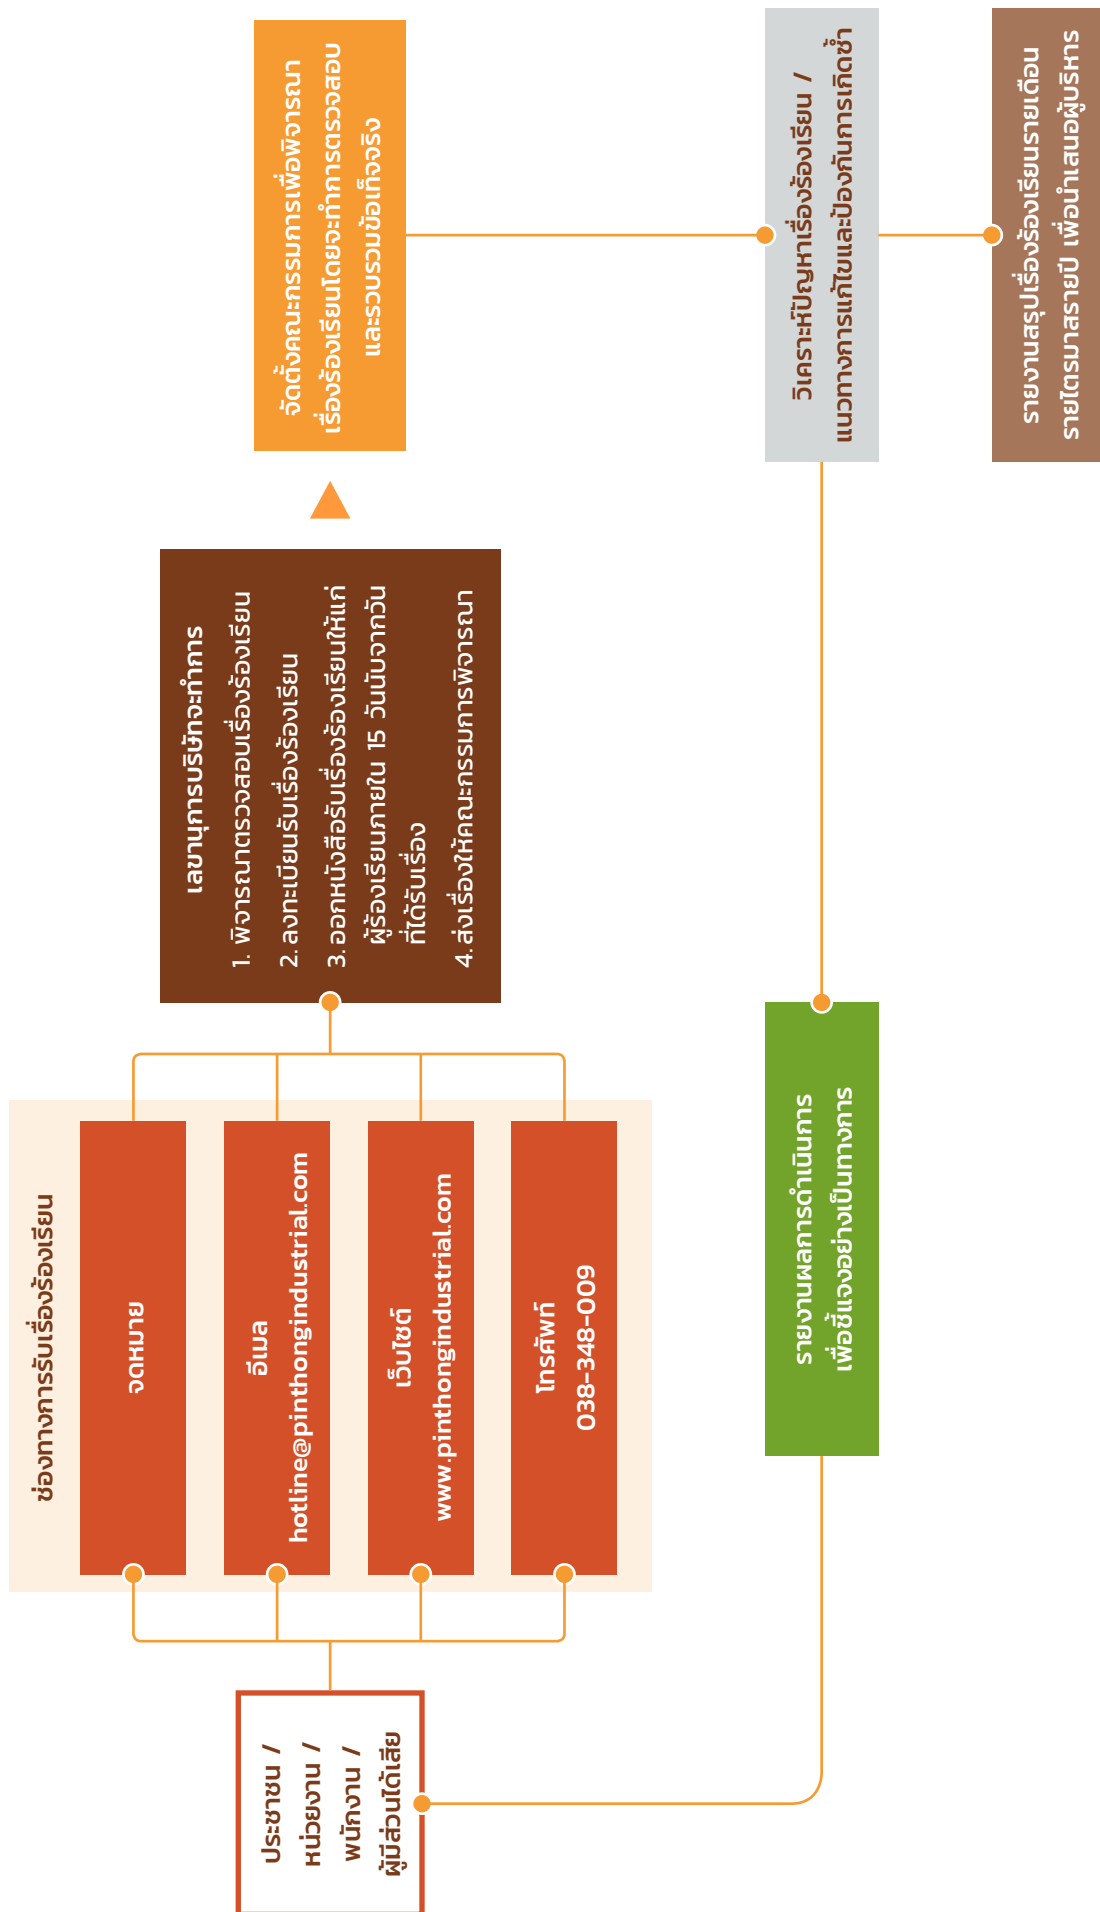 ประชาชน /
หน่วยงาน /
พนักงาน /
ผู้มีส่วนได้เสีย
ช่องทางการรับเรื่องร้องเรียน
จดหมาย
อีเมล
hotline@pinthongindustrial.com
เว็บไซต์
www.pinthongindustrial.com
โทรศัพท์
038-348-009
เลขานุการบริษัทจะทำการ
1. พิจารณาตรวจสอบเรื่องร้องเรียน
2. ลงทะเบียนรับเรื่องร้องเรียน
3. ออกหนังสือรับเรื่องร้องเรียนให้แก่
ผู้ร้องเรียนภายใน 15 วันนับจากวัน
ที่ได้รับเรื่อง
4. ส่งเรื่องให้คณะกรรมการพิจารณา
จัดตั้งคณะกรรมการเพื่อพิจารณา
เรื่องร้องเรียนโดยจะทำการตรวจสอบ
และรวบรวมข้อเท็จจริง
วิเคราะห์ปัญหาเรื่องร้องเรียน /
แนวทางการแก้ไขและป้องกันการเกิดซ้ำ
รายงานสรุปเรื่องร้องเรียนรายเดือน
รายไตรมาสรายปี เพื่อนำเสนอผู้บริหาร
รายงานผลการดำเนินการ
เพื่อชี้แจงอย่างเป็นทางการ